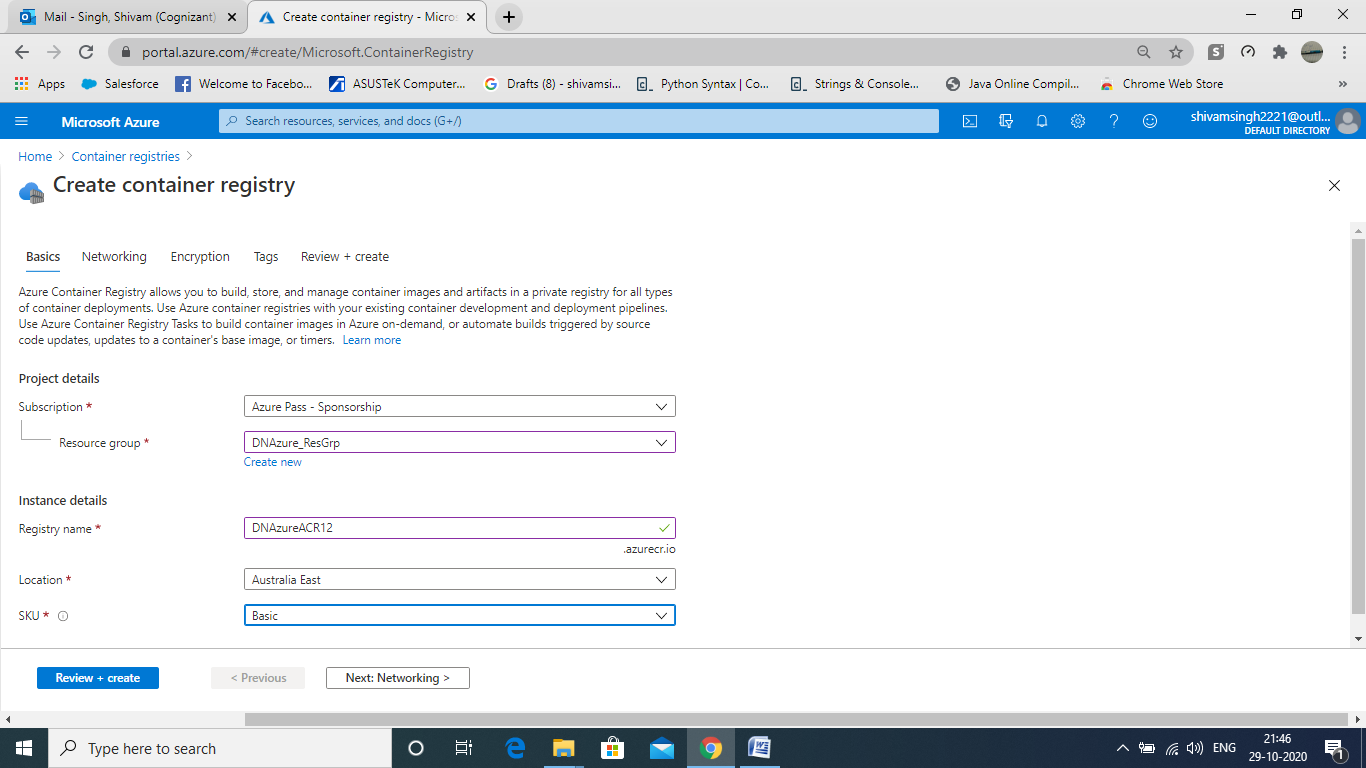 Mail - Singh, Shivam (Cognizant)
Create container registry - Micros
portal.azure.com/#create/Microsoft.ContainerRegistry
Apps Salesforce Welcome to Facebo... ASUSTeK Computer... Drafts (8) - shivamsi... Python Syntax | Co... Strings & Console... Java Online Compil... Chrome Web Store »
Microsoft Azure
Search resources, services, and docs (G+/)
shivamsingh2221@outl...
DEFAULT DIRECTORY
Home > Container registries >
Create container registry
Basics Networking Encryption Tags Review + create
Azure Container Registry allows you to build, store, and manage container images and artifacts in a private registry for all types
of container deployments. Use Azure container registries with your existing container development and deployment pipelines.
Use Azure Container Registry Tasks to build container images in Azure on-demand, or automate builds triggered by source
code updates, updates to a container's base image, or timers. Learn more
Project details
Subscription * Azure Pass - Sponsorship
Resource group * DNAzure_ResGrp
Create new
Instance details
Registry name * DNAzureACR12
.azurecr.io
Location * Australia East
SKU * Basic
Review + create < Previous Next: Networking >
Type here to search
ENG
21:46
29-10-2020
1